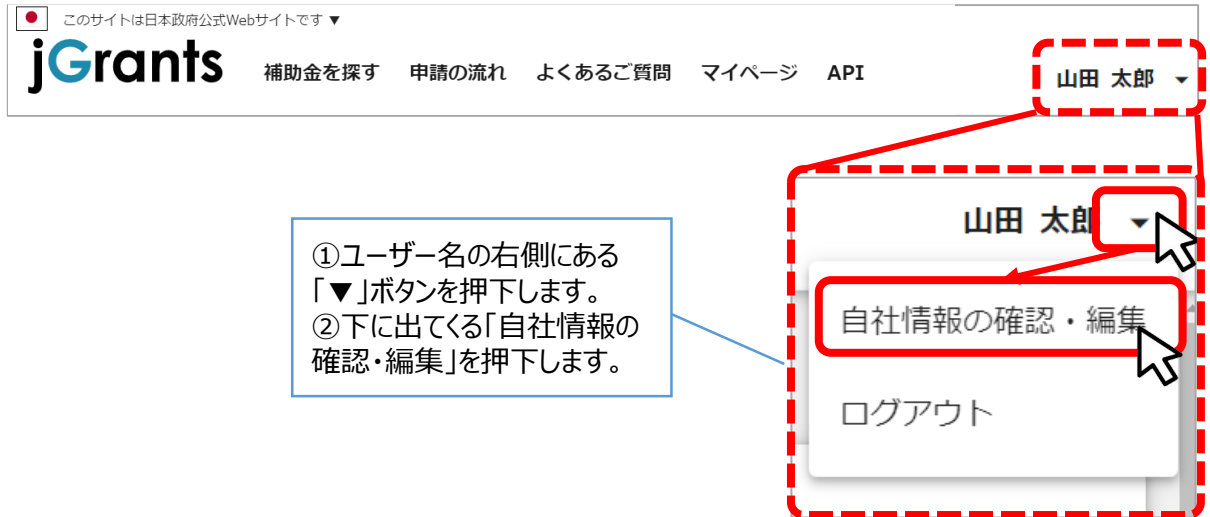 このサイトは日本政府公式Webサイトです ▼
jGrants 補助金を探す 申請の流れ よくあるご質問 マイページ API 山田 太郎 ▼
山田 太郎 ▼
①ユーザー名の右側にある
「▼」ボタンを押下します。
②下に出てくる「自社情報の
確認・編集」を押下します。
自社情報の確認・編集
ログアウト